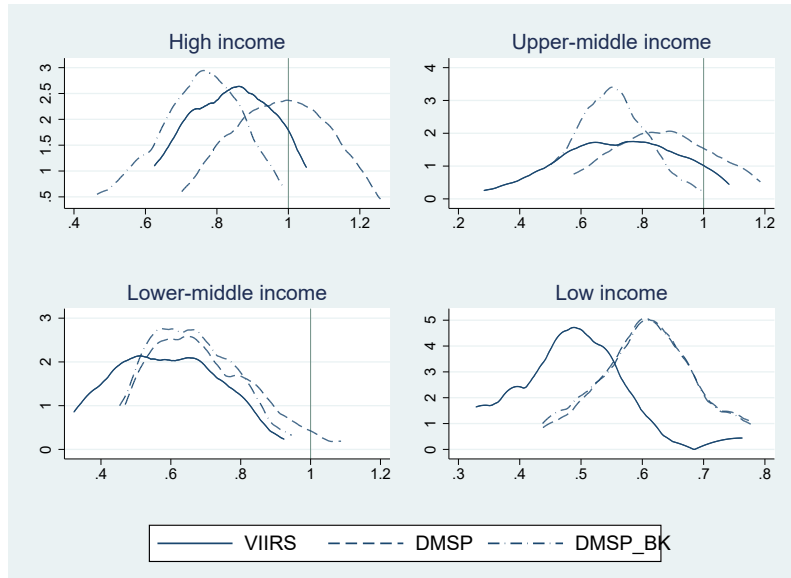 High income
.5 1 1.5 2 2.5 3
.4 .6 .8 1 1.2
Upper-middle income
0 1 2 3 4
.2 .4 .6 .8 1 1.2
Lower-middle income
0 1 2 3
.4 .6 .8 1 1.2
Low income
0 1 2 3 4 5
.3 .4 .5 .6 .7 .8
VIIRS DMSP DMSP_BK